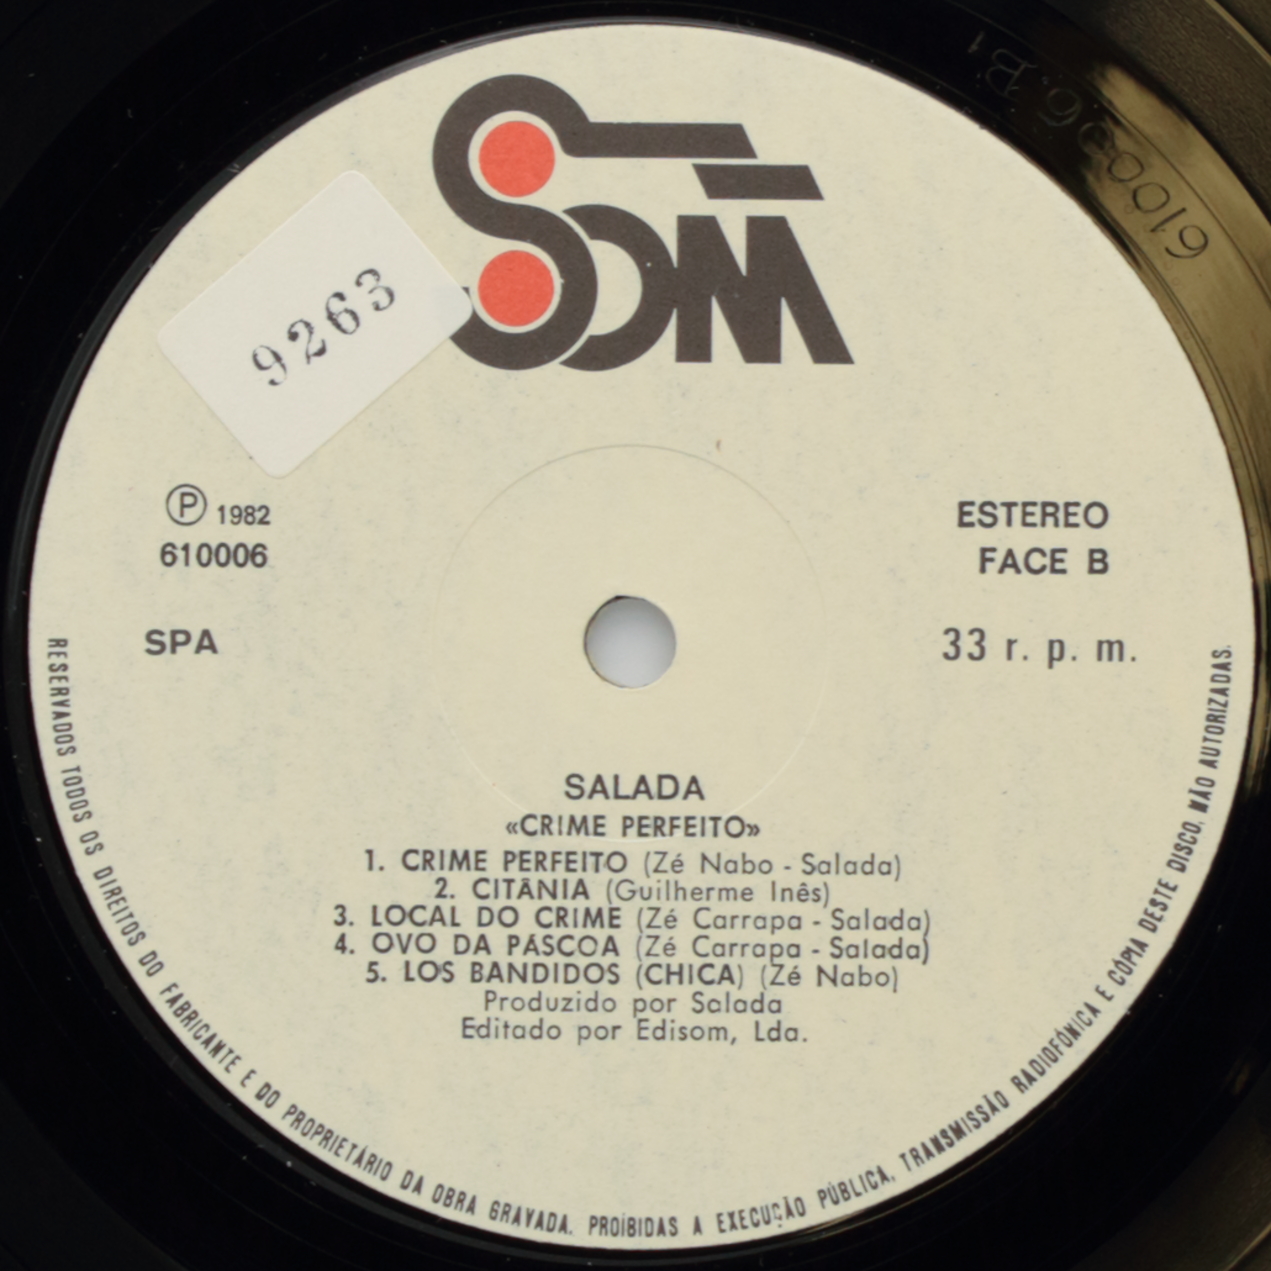 SOM
9263
℗ 1982
610006
SPA
ESTEREO
FACE B
33 r. p. m.
SALADA
«CRIME PERFEITO»
1. CRIME PERFEITO (Zé Nabo - Salada)
2. CITÂNIA (Guilherme Inês)
3. LOCAL DO CRIME (Zé Carrapa - Salada)
4. OVO DA PÁSCOA (Zé Carrapa - Salada)
5. LOS BANDIDOS (CHICA) (Zé Nabo)
Produzido por Salada
Editado por Edisom, Lda.
RESERVADOS TODOS OS DIREITOS DO FABRICANTE E DO PROPRIETÁRIO DA OBRA GRAVADA. PROÍBIDAS A EXECUÇÃO PÚBLICA, TRANSMISSÃO RADIOFÓNICA E CÓPIA DESTE DISCO, NÃO AUTORIZADAS.